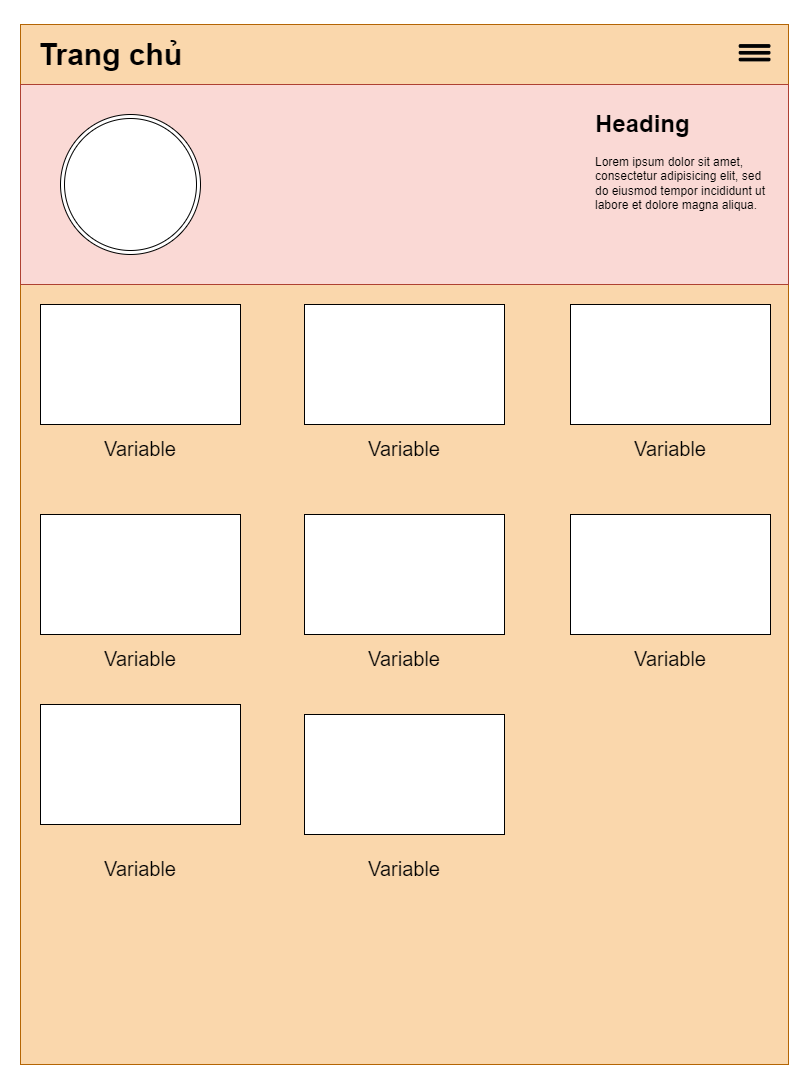 Trang chủ
Heading
Lorem ipsum dolor sit amet,
consectetur adipisicing elit, sed
do eiusmod tempor incididunt ut
labore et dolore magna aliqua.
Variable
Variable
Variable
Variable
Variable
Variable
Variable
Variable